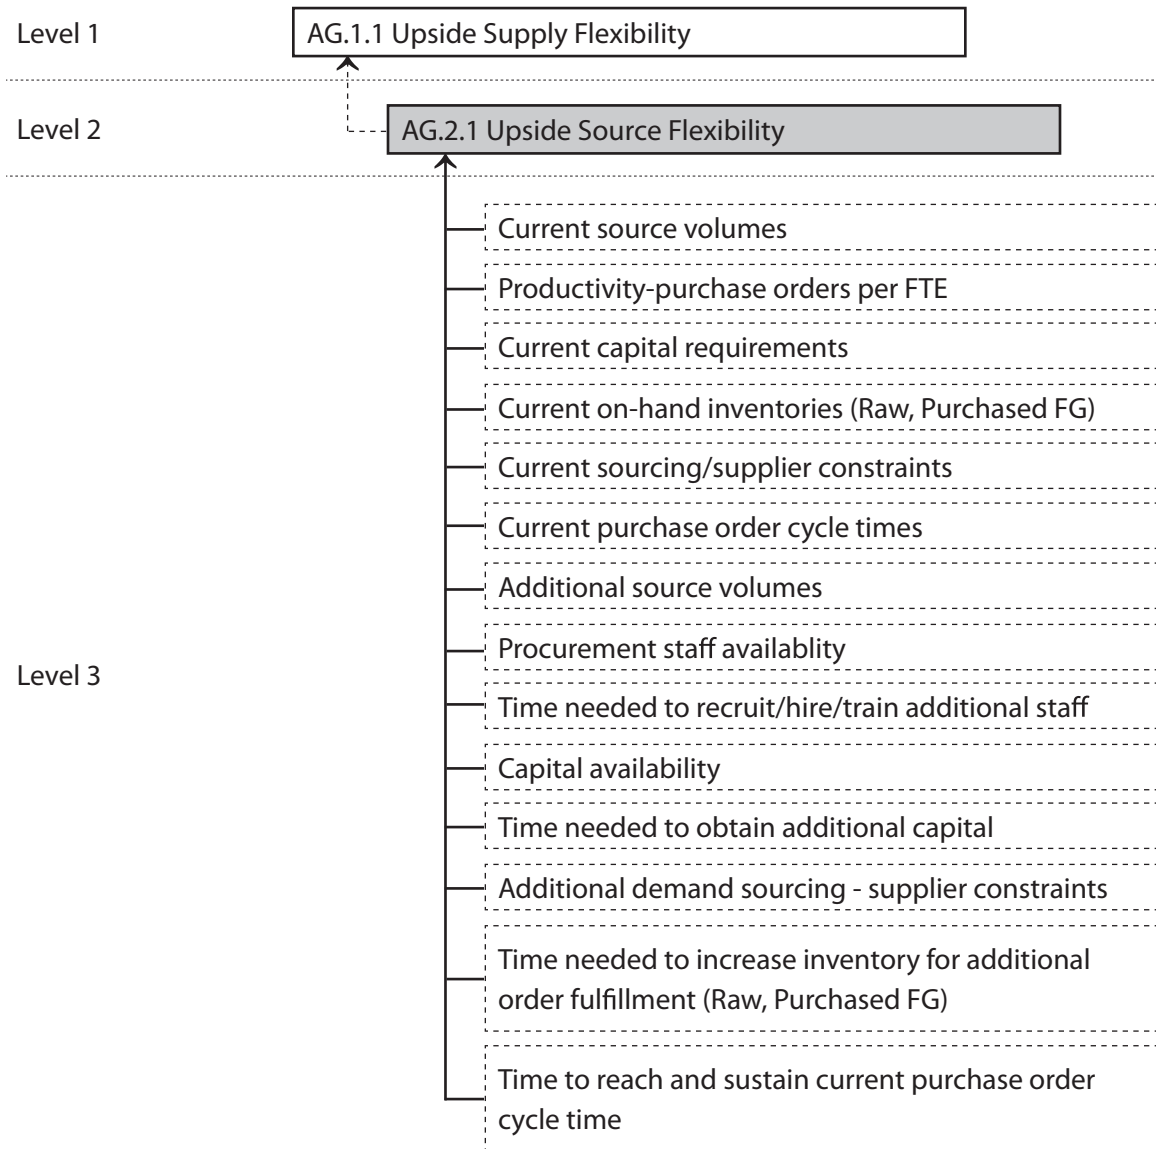 Level 1
AG.1.1 Upside Supply Flexibility
Level 2
AG.2.1 Upside Source Flexibility
Current source volumes
Productivity-purchase orders per FTE
Current capital requirements
Current on-hand inventories (Raw, Purchased FG)
Current sourcing/supplier constraints
Current purchase order cycle times
Additional source volumes
Procurement staff availablity
Level 3
Time needed to recruit/hire/train additional staff
Capital availability
Time needed to obtain additional capital
Additional demand sourcing - supplier constraints
Time needed to increase inventory for additional
order fulfillment (Raw, Purchased FG)
Time to reach and sustain current purchase order
cycle time